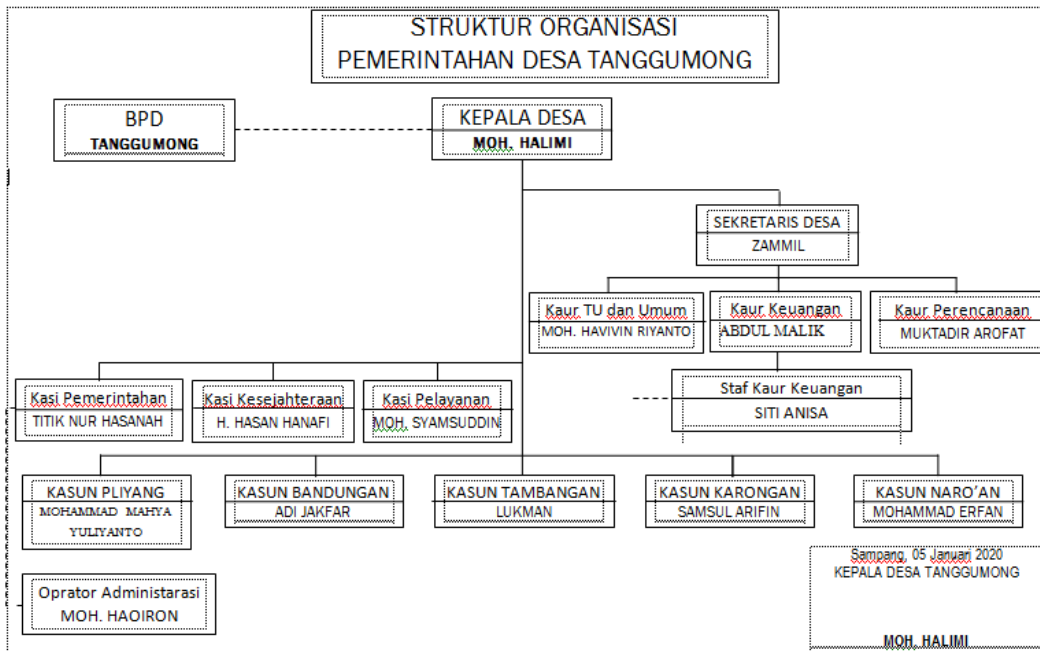 STRUKTUR ORGANISASI
PEMERINTAHAN DESA TANGGUMONG
BPD
TANGGUMONG
KEPALA DESA
MOH. HALIMI
SEKRETARIS DESA
ZAMMIL
Kaur TU dan Umum
MOH. HAVIVIN RIYANTO
Kaur Keuangan
ABDUL MALIK
Kaur Perencanaan
MUKTADIR AROFAT
Kasi Pemerintahan
TITIK NUR HASANAH
Kasi Kesejahteraan
H. HASAN HANAFI
Kasi Pelayanan
MOH. SYAMSUDDIN
Staf Kaur Keuangan
SITI ANISA
KASUN PLIYANG
MOHAMMAD MAHYA
YULIYANTO
KASUN BANDUNGAN
ADI JAKFAR
KASUN TAMBANGAN
LUKMAN
KASUN KARONGAN
SAMSUL ARIFIN
KASUN NARO'AN
MOHAMMAD ERFAN
Oprator Administarasi
MOH. HAOIRON
Sampang, 05 Januari 2020
KEPALA DESA TANGGUMONG
MOH. HALIMI